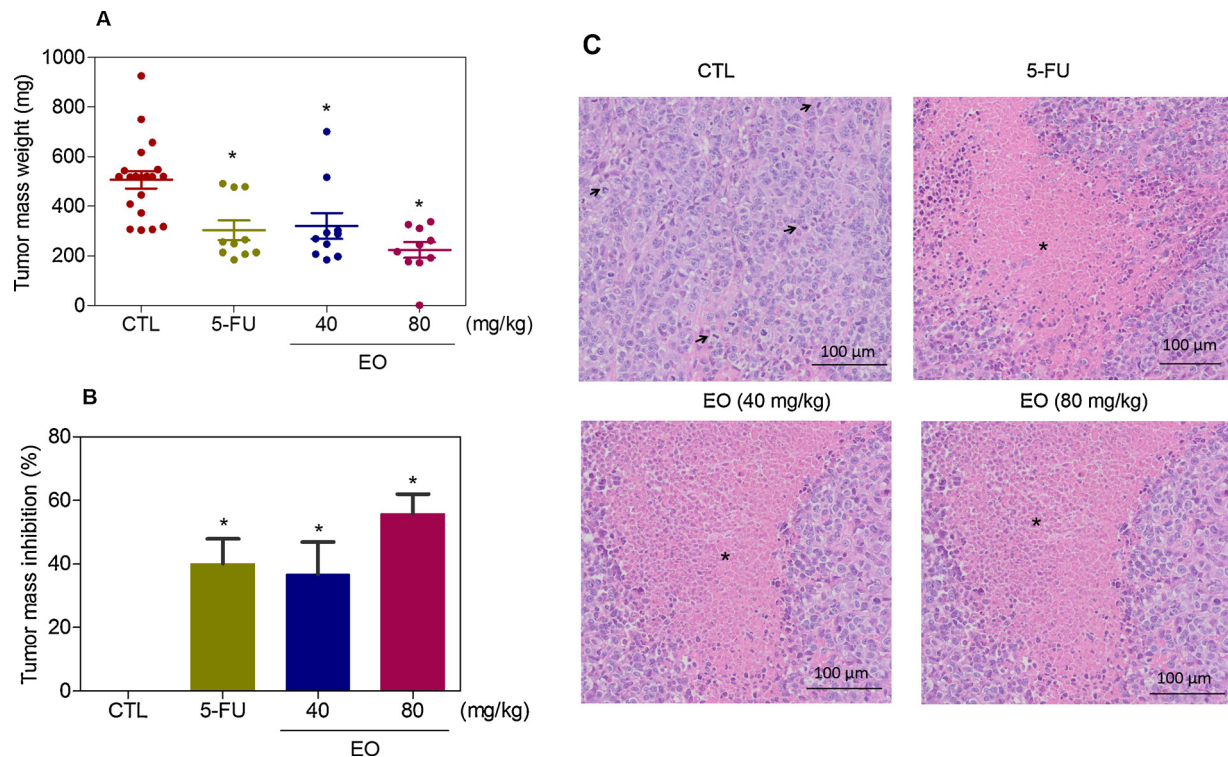 A
Tumor mass weight (mg)
1000
800
600
400
200
0
*
*
*
CTL
5-FU
40
80
(mg/kg)
EO
B
Tumor mass inhibition (%)
80
60
40
20
0
*
*
*
CTL
5-FU
40
80
(mg/kg)
EO
C
CTL
5-FU
100 µm
*
100 µm
EO (40 mg/kg)
EO (80 mg/kg)
*
100 µm
*
100 µm